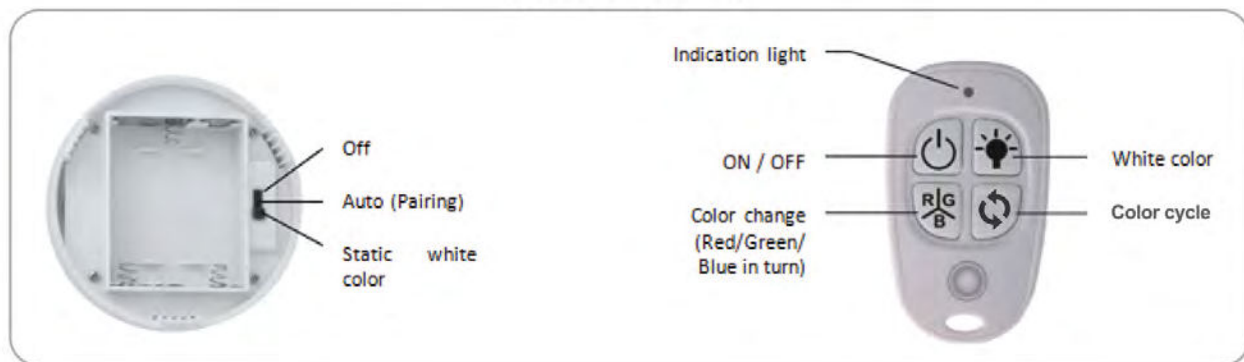 Off
Auto (Pairing)
Static white
color
Indication light
ON / OFF
Color change
(Red/Green/
Blue in turn)
R G
B
White color
Color cycle